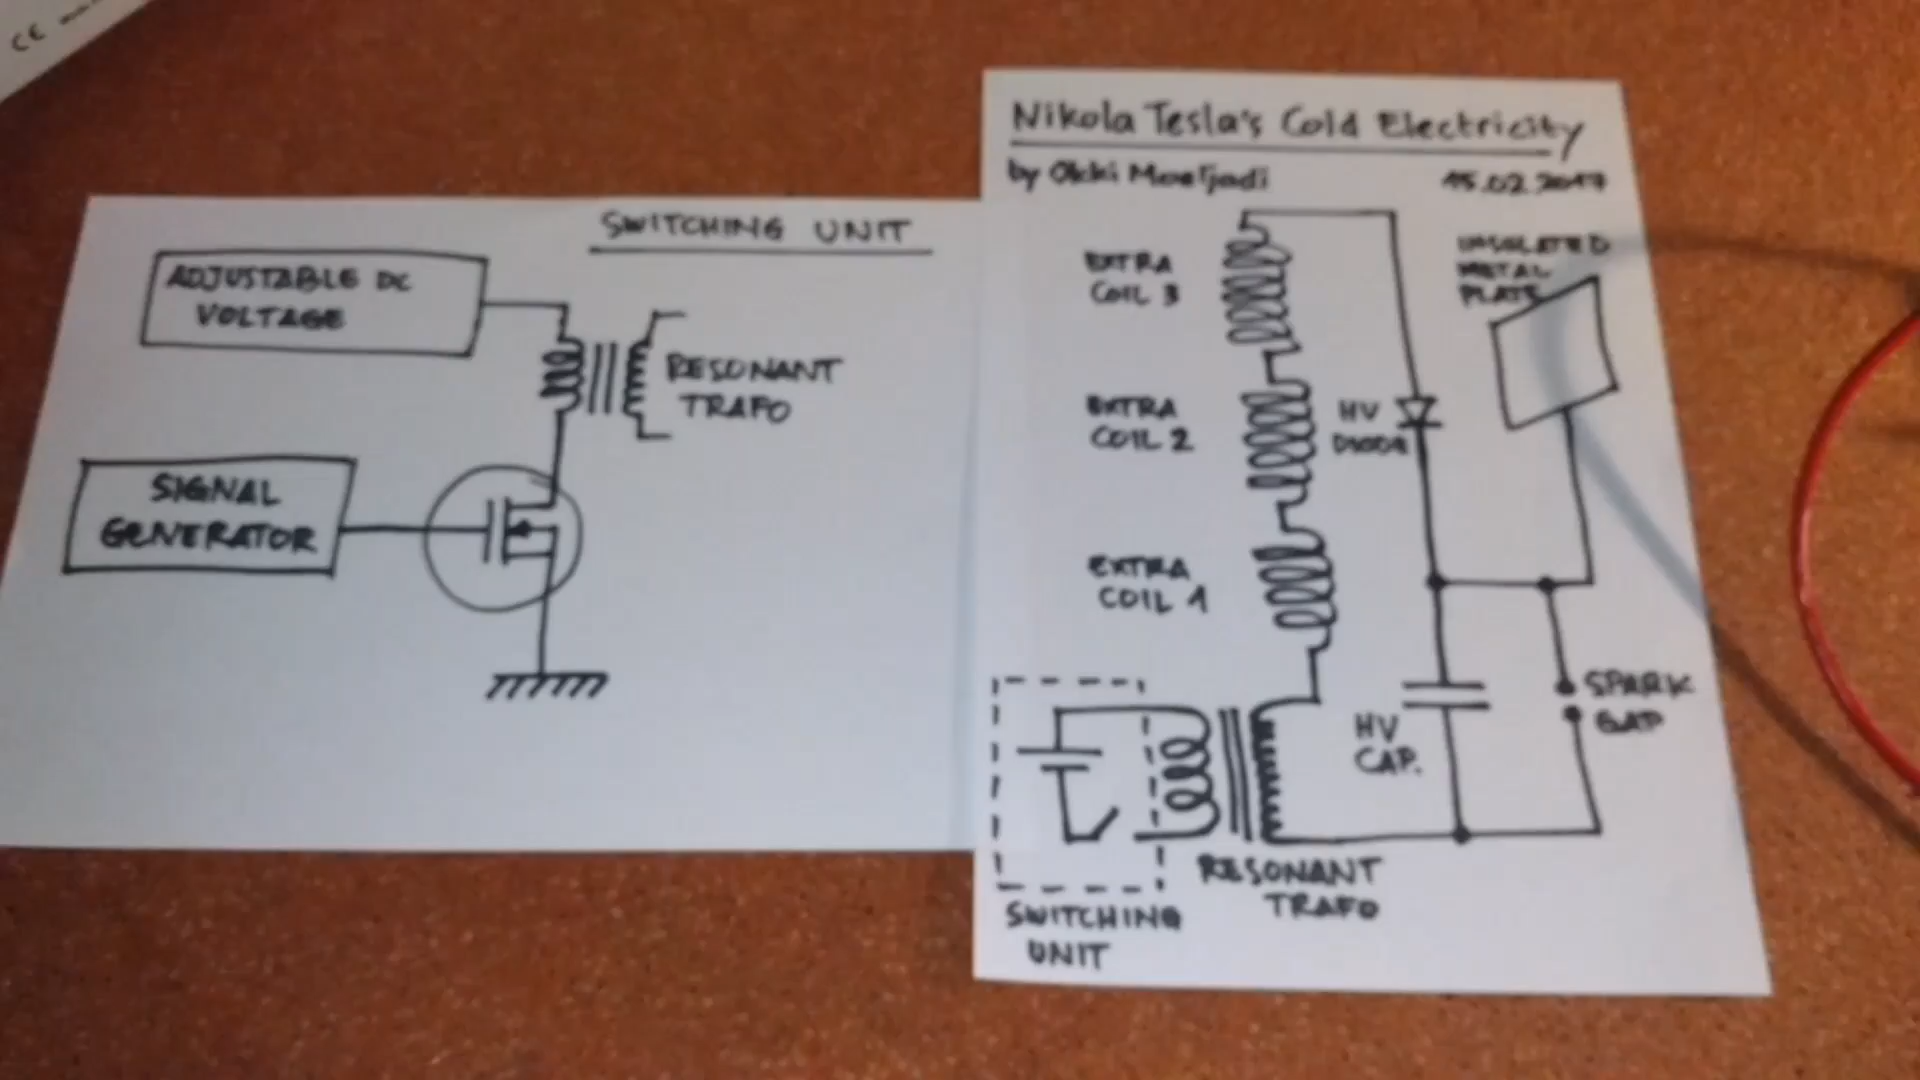 CE
SWITCHING UNIT
ADJUSTABLE DC
VOLTAGE
RESONANT
TRAFO
SIGNAL
GENERATOR
Nikola Tesla's Cold Electricity
by Okki Moeljadi 15.02.2017
EXTRA
COIL 3
INSULATED
METAL
PLATE
EXTRA
COIL 2
HV
DIODE
EXTRA
COIL 1
SPARK
GAP
HV
CAP.
RESONANT
TRAFO
SWITCHING
UNIT